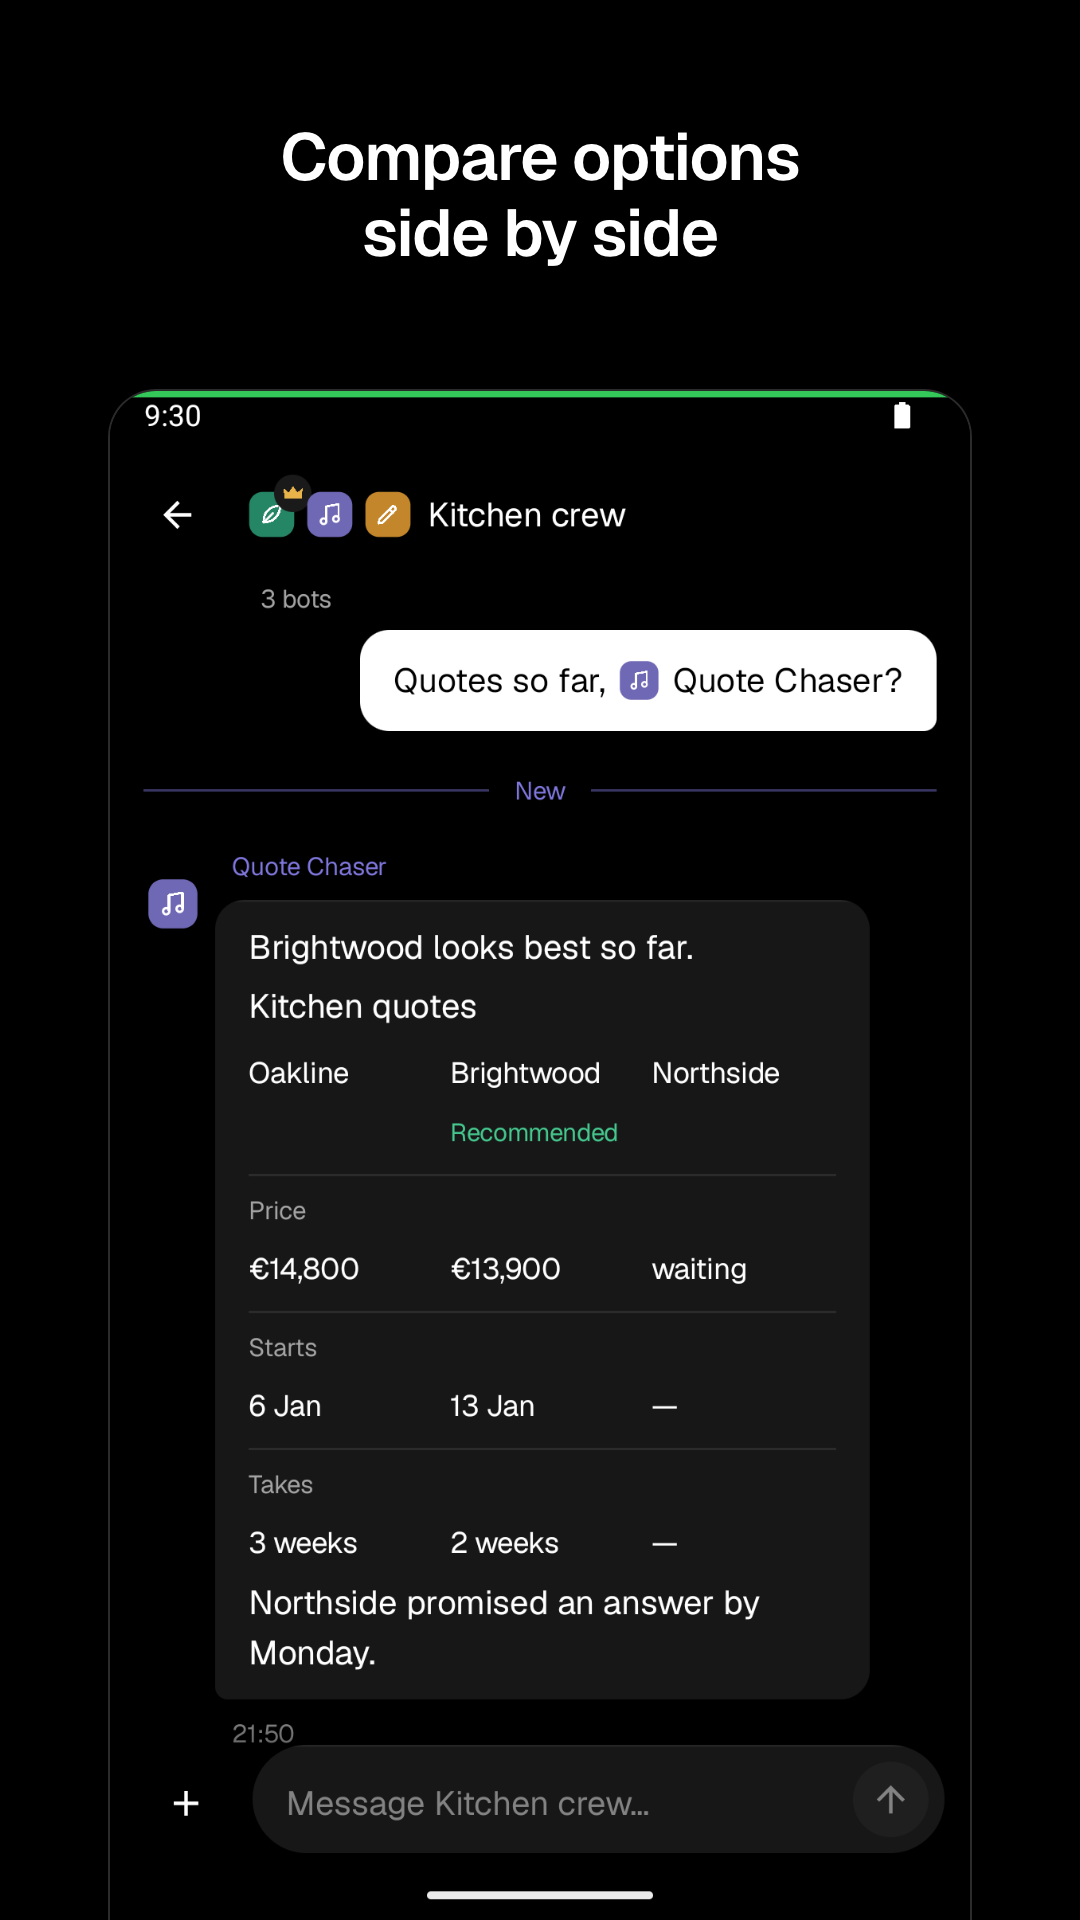 Compare options
side by side
9:30
Kitchen crew
3 bots
Quotes so far, Quote Chaser?
New
Quote Chaser
Brightwood looks best so far.
Kitchen quotes
Oakline Brightwood Northside
Recommended
Price
€14,800 €13,900 waiting
Starts
6 Jan 13 Jan —
Takes
3 weeks 2 weeks —
Northside promised an answer by
Monday.
21:50
Message Kitchen crew...